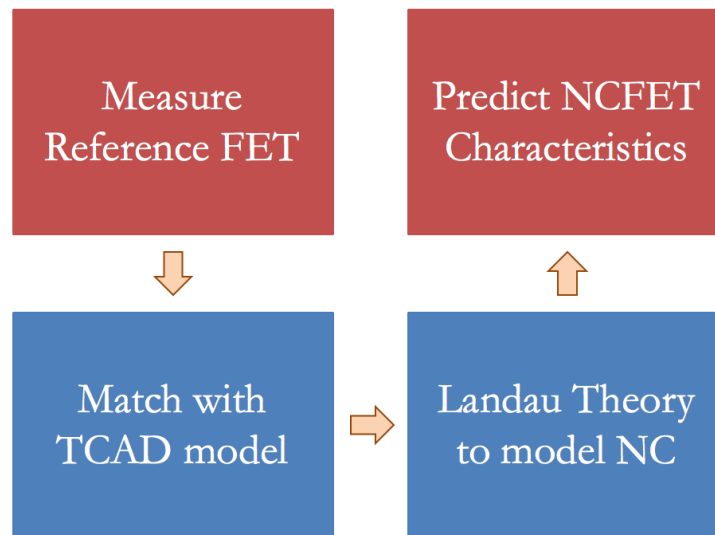 Measure
Reference FET
Match with
TCAD model
Landau Theory
to model NC
Predict NCFET
Characteristics